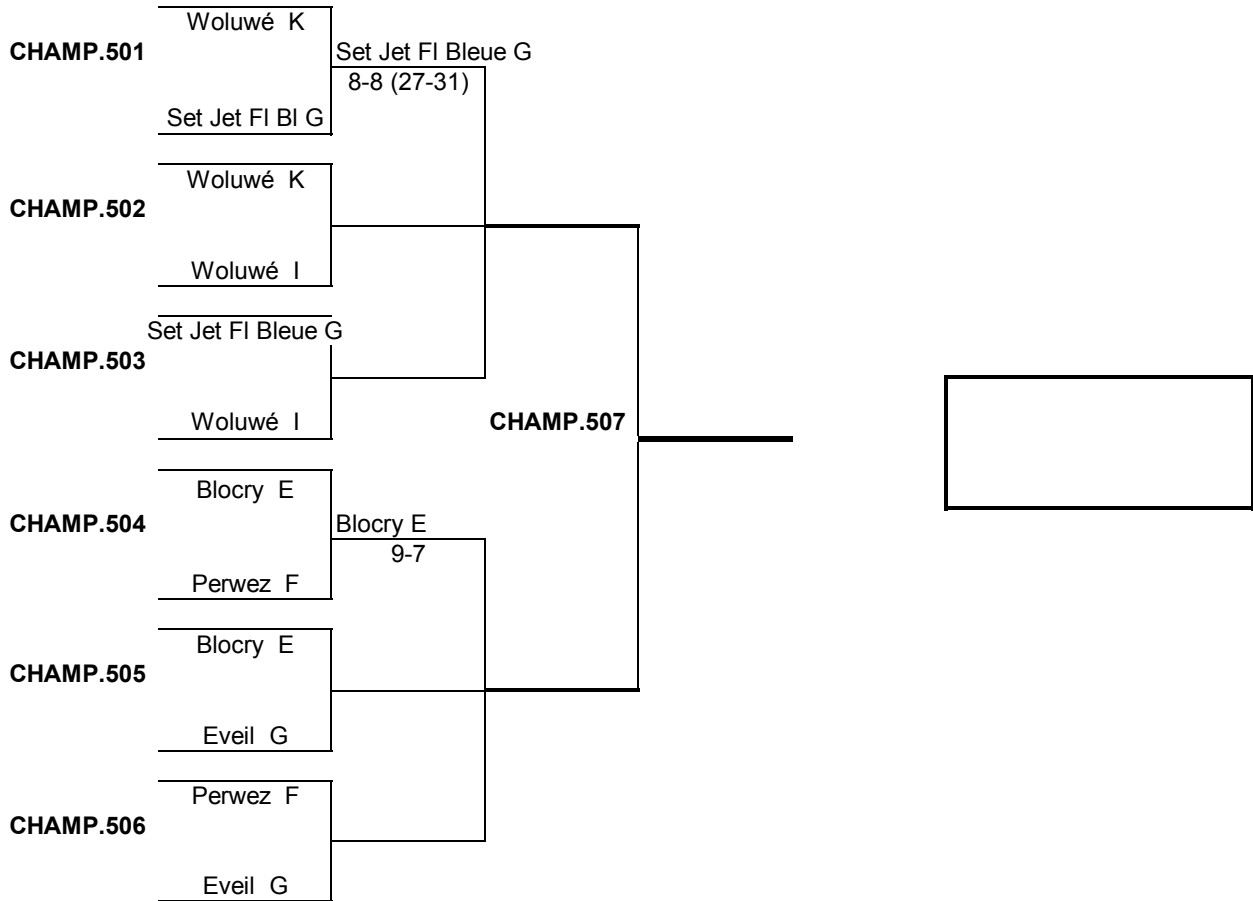 Woluwé K
CHAMP.501
Set Jet Fl Bleue G
8-8 (27-31)
Set Jet Fl Bl G
Woluwé K
CHAMP.502
Woluwé I
Set Jet Fl Bleue G
CHAMP.503
Woluwé I
CHAMP.507
Blocry E
CHAMP.504
Blocry E
9-7
Perwez F
Blocry E
CHAMP.505
Eveil G
Perwez F
CHAMP.506
Eveil G